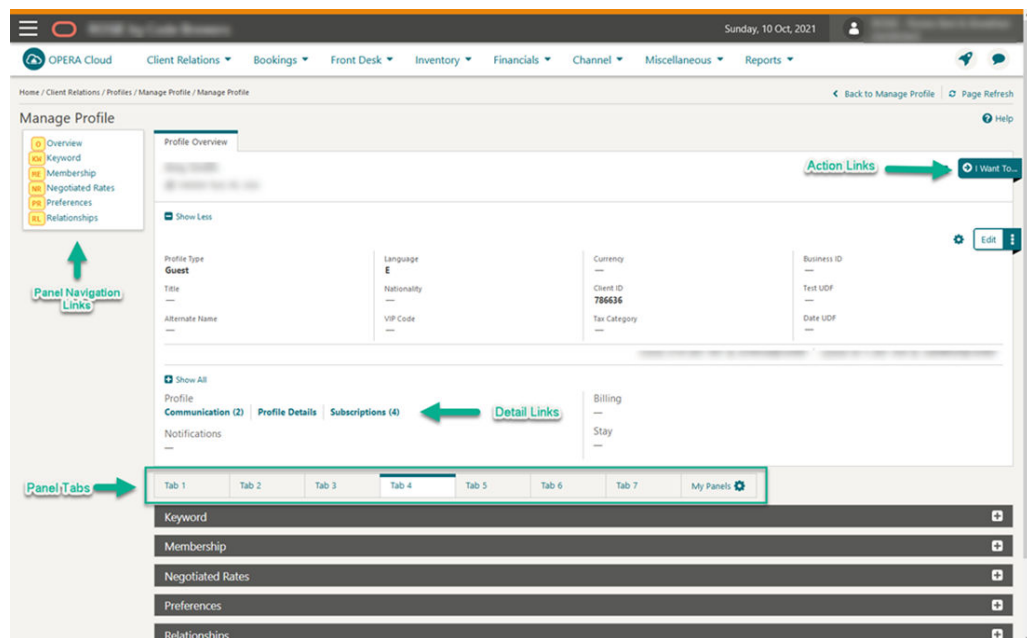 Sunday, 10 Oct, 2021
OPERA Cloud Client Relations Bookings Front Desk Inventory Financials Channel Miscellaneous Reports
Home / Client Relations / Profiles / Manage Profile / Manage Profile Back to Manage Profile Page Refresh
Manage Profile Help
O Overview
KW Keyword
ME Membership
NR Negotiated Rates
PR Preferences
RL Relationships
Panel Navigation
Links
Profile Overview
Action Links I Want To...
Show Less
Edit
Profile Type Language Currency Business ID
Guest E — —
Title Nationality Client ID Test UDF
— — 786636 —
Alternate Name VIP Code Tax Category Date UDF
— — — —
Show All
Profile Billing
Communication (2) Profile Details Subscriptions (4) Detail Links —
Notifications Stay
— —
Panel Tabs Tab 1 Tab 2 Tab 3 Tab 4 Tab 5 Tab 6 Tab 7 My Panels
Keyword
Membership
Negotiated Rates
Preferences
Relationships